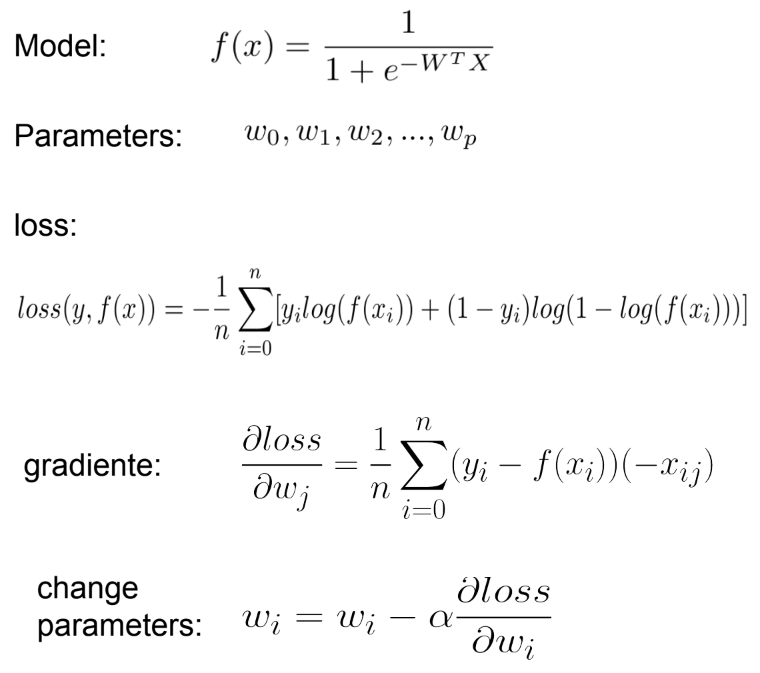 Model: f(x) = \frac{1}{1 + e^{-W^T X}}
Parameters: w_0, w_1, w_2, ..., w_p
loss:
loss(y, f(x)) = -\frac{1}{n} \sum_{i=0}^{n} [y_i log(f(x_i)) + (1 - y_i) log(1 - log(f(x_i)))]
gradiente: \frac{\partial loss}{\partial w_j} = \frac{1}{n} \sum_{i=0}^{n} (y_i - f(x_i))(-x_{ij})
change
parameters: w_i = w_i - \alpha \frac{\partial loss}{\partial w_i}